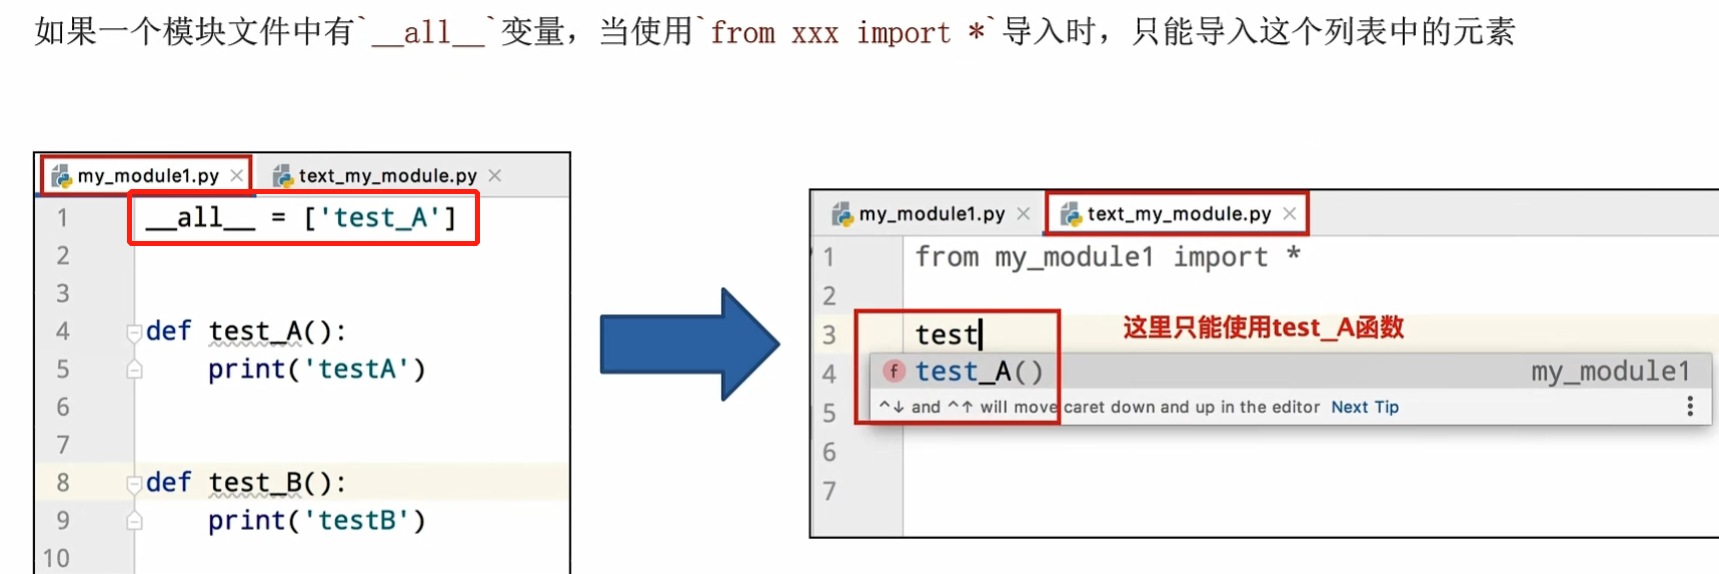 如果一个模块文件中有`__all__`变量，当使用`from xxx import *`导入时，只能导入这个列表中的元素
my_module1.py × text_my_module.py ×
1 __all__ = ['test_A']
2
3
4 def test_A():
5 print('testA')
6
7
8 def test_B():
9 print('testB')
10
my_module1.py × text_my_module.py ×
1 from my_module1 import *
2
3 test 这里只能使用test_A函数
4 f test_A() my_module1
5 ^↓ and ^↑ will move caret down and up in the editor Next Tip ⋮
6
7